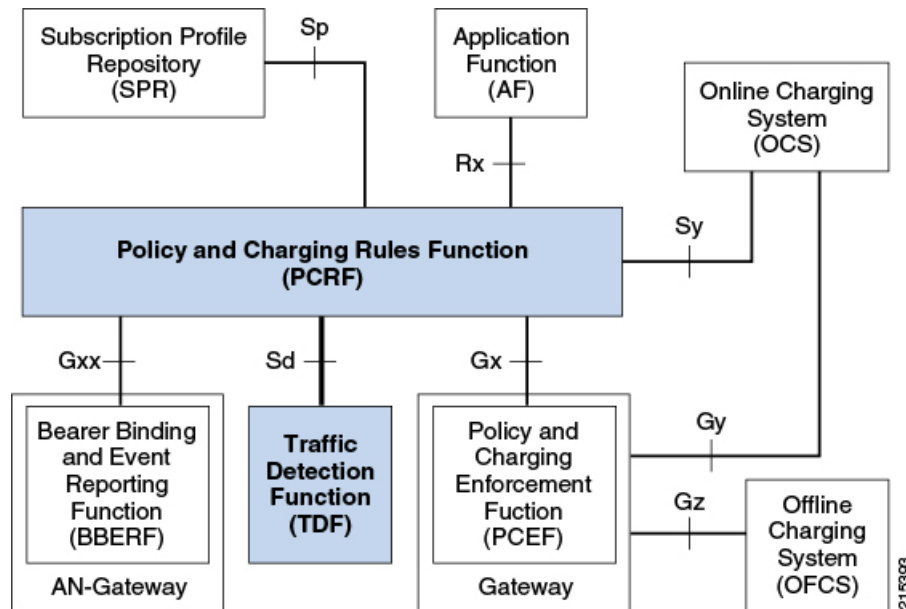 Subscription Profile
Repository
(SPR)
Sp
Application
Function
(AF)
Online Charging
System
(OCS)
Rx
Policy and Charging Rules Function
(PCRF)
Sy
Gxx
Sd
Gx
Bearer Binding
and Event
Reporting
Function
(BBERF)
AN-Gateway
Traffic
Detection
Function
(TDF)
Policy and
Charging
Enforcement
Fuction
(PCEF)
Gateway
Gy
Gz
Offline
Charging
System
(OFCS)
215393